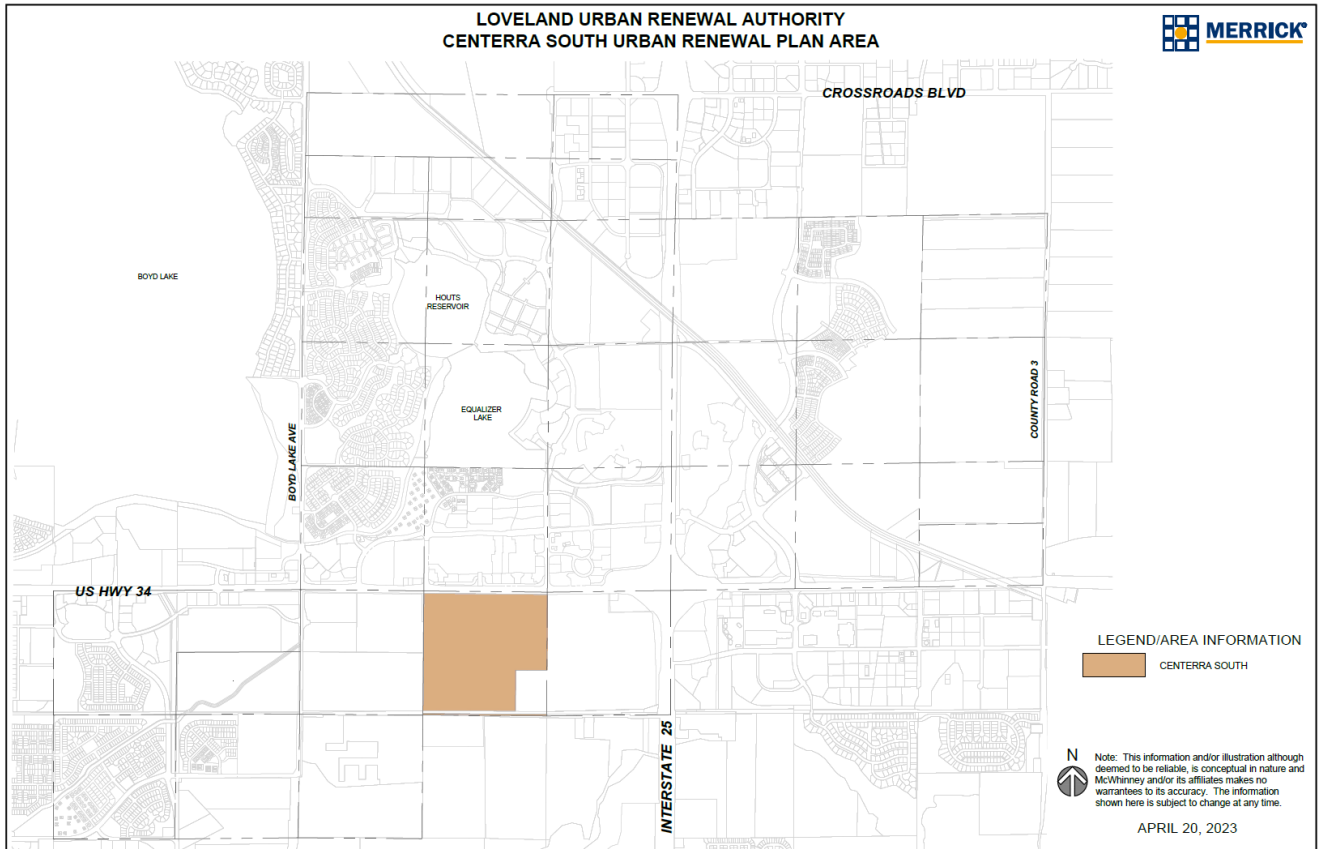 LOVELAND URBAN RENEWAL AUTHORITY
CENTERRA SOUTH URBAN RENEWAL PLAN AREA
MERRICK®
CROSSROADS BLVD
BOYD LAKE
HOUTS
RESERVOIR
EQUALIZER
LAKE
BOYD LAKE AVE
COUNTY ROAD 3
US HWY 34
INTERSTATE 25
LEGEND/AREA INFORMATION
CENTERRA SOUTH
N
Note: This information and/or illustration although
deemed to be reliable, is conceptual in nature and
McWhinney and/or its affiliates makes no
warrantees to its accuracy. The information
shown here is subject to change at any time.
APRIL 20, 2023